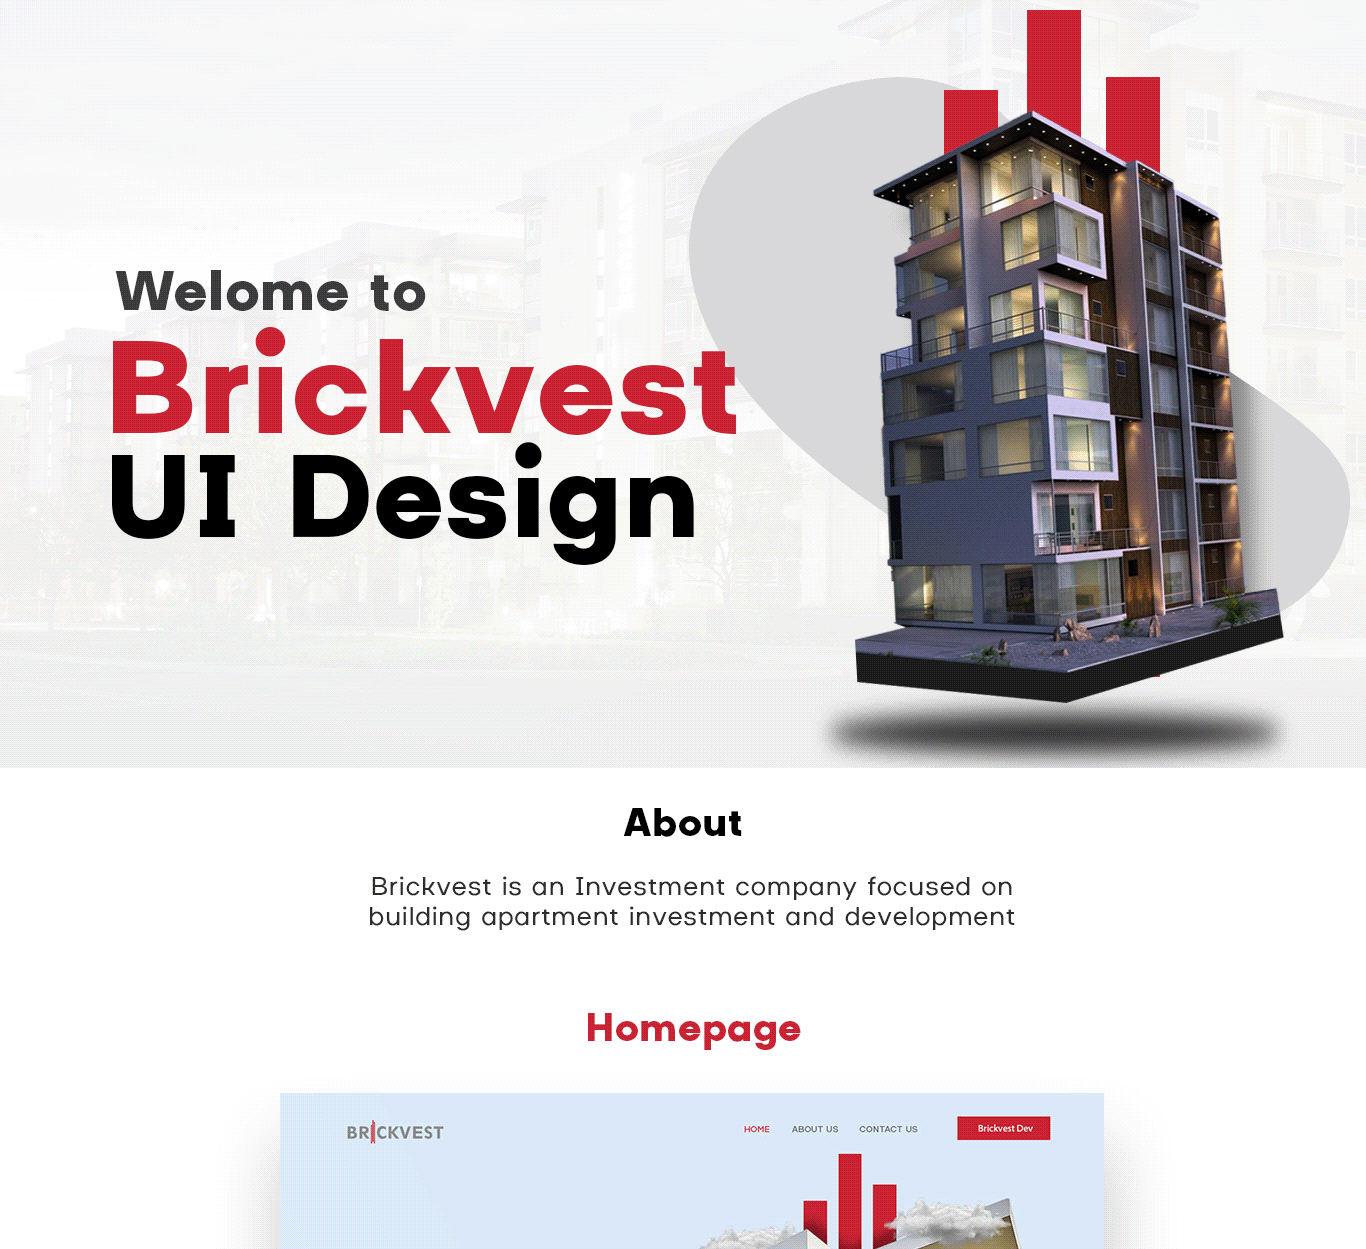 Welome to
Brickvest
UI Design
About
Brickvest is an Investment company focused on
building apartment investment and development
Homepage
BRICKVEST
HOME ABOUT US CONTACT US Brickvest Dev